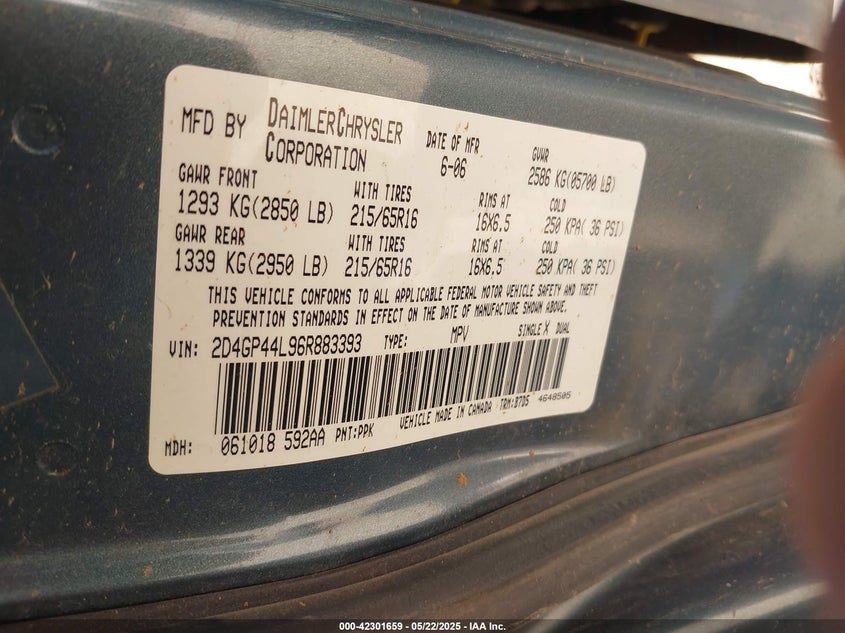 MFD BY DAIMLERCHRYSLER CORPORATION DATE OF MFR 6-06 GVWR 2586 KG(05700 LB)
GAWR FRONT WITH TIRES RIMS AT COLD
1293 KG(2850 LB) 215/65R16 16X6.5 250 KPA( 36 PSI)
GAWR REAR WITH TIRES RIMS AT COLD
1339 KG(2950 LB) 215/65R16 16X6.5 250 KPA( 36 PSI)
THIS VEHICLE CONFORMS TO ALL APPLICABLE FEDERAL MOTOR VEHICLE SAFETY AND THEFT
PREVENTION STANDARDS IN EFFECT ON THE DATE OF MANUFACTURE SHOWN ABOVE.
VIN: 2D4GP44L96R883393 TYPE: MPV SINGLE X DUAL
MDH: 061018 592AA PNT:PPK VEHICLE MADE IN CANADA TRM:B7D5 4640505
000-42301659 - 05/22/2025 - IAA Inc.